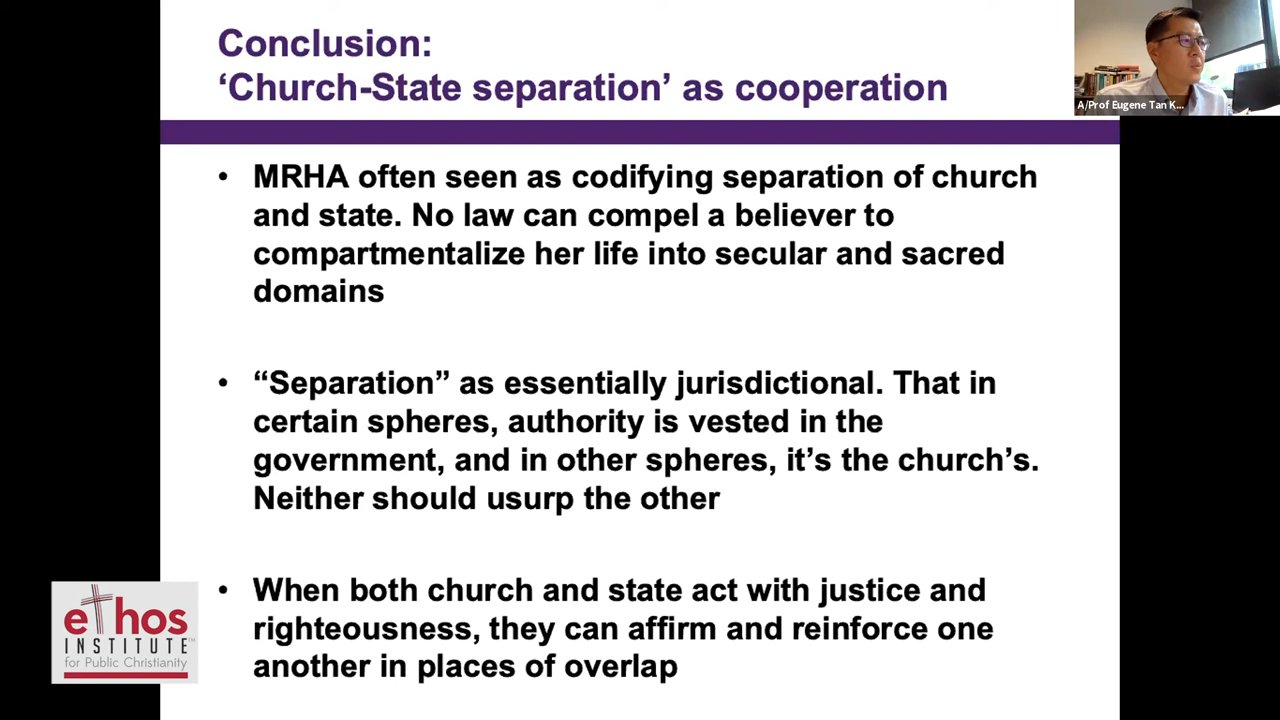 Conclusion:
‘Church-State separation’ as cooperation
A/Prof Eugene Tan K...
• MRHA often seen as codifying separation of church
and state. No law can compel a believer to
compartmentalize her life into secular and sacred
domains
• “Separation” as essentially jurisdictional. That in
certain spheres, authority is vested in the
government, and in other spheres, it’s the church’s.
Neither should usurp the other
• When both church and state act with justice and
righteousness, they can affirm and reinforce one
another in places of overlap
ethos
INSTITUTE™
for Public Christianity